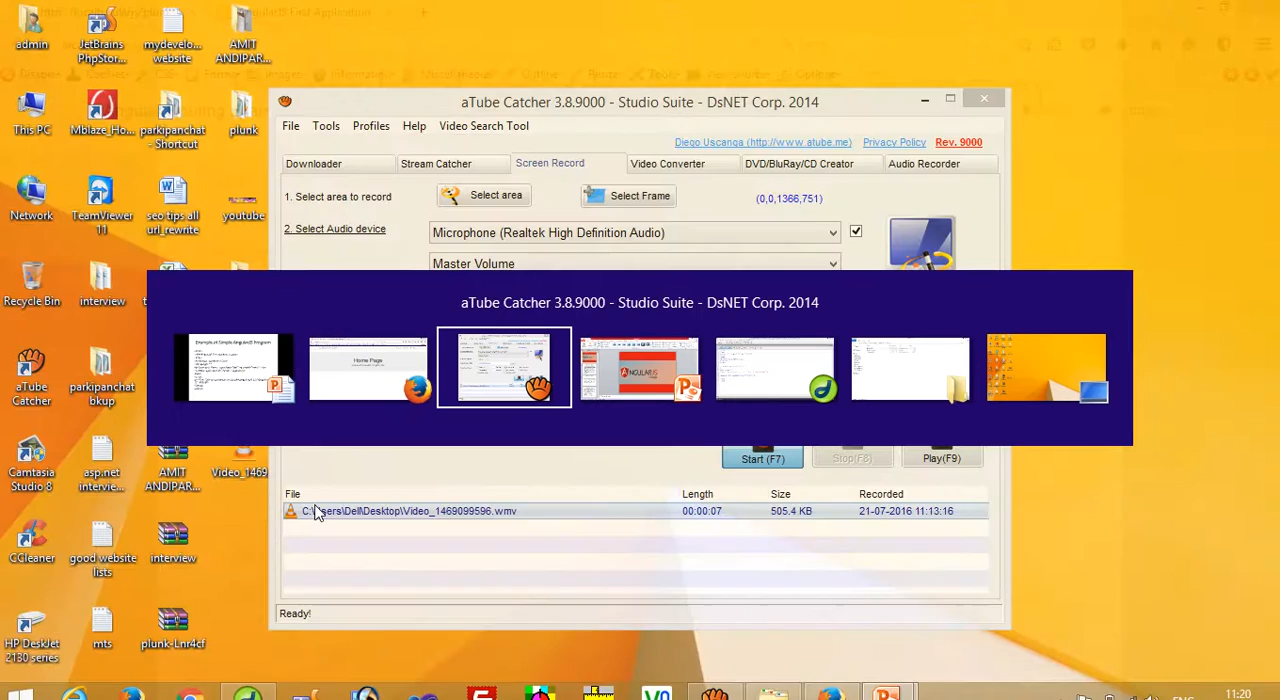 admin
JetBrains
PhpStor...
mydevelo...
website
AMIT
ANDIPAR...
This PC
Mblaze_Ho...
parkipanchat
- Shortcut
plunk
Network
TeamViewer
11
seo tips all
url_rewrite
youtube
Recycle Bin
interview
aTube
Catcher
parkipanchat
bkup
Camtasia
Studio 8
asp.net
intervie...
AMIT
ANDIPAR...
Video_1469...
CCleaner
good website
lists
interview
HP DeskJet
2130 series
mts
plunk-Lnr4cf
aTube Catcher 3.8.9000 - Studio Suite - DsNET Corp. 2014
File Tools Profiles Help Video Search Tool
Diego Uscanga (http://www.atube.me) Privacy Policy Rev. 9000
Downloader Stream Catcher Screen Record Video Converter DVD/BluRay/CD Creator Audio Recorder
1. Select area to record Select area Select Frame (0,0,1366,751)
2. Select Audio device Microphone (Realtek High Definition Audio)
Master Volume
aTube Catcher 3.8.9000 - Studio Suite - DsNET Corp. 2014
Example of Simple AngularJS Program
Home Page
ANGULARJS
Start (F7) Stop(F8) Play(F9)
File Length Size Recorded
C:\Users\Dell\Desktop\Video_1469099596.wmv 00:00:07 505.4 KB 21-07-2016 11:13:16
Ready!
11:20